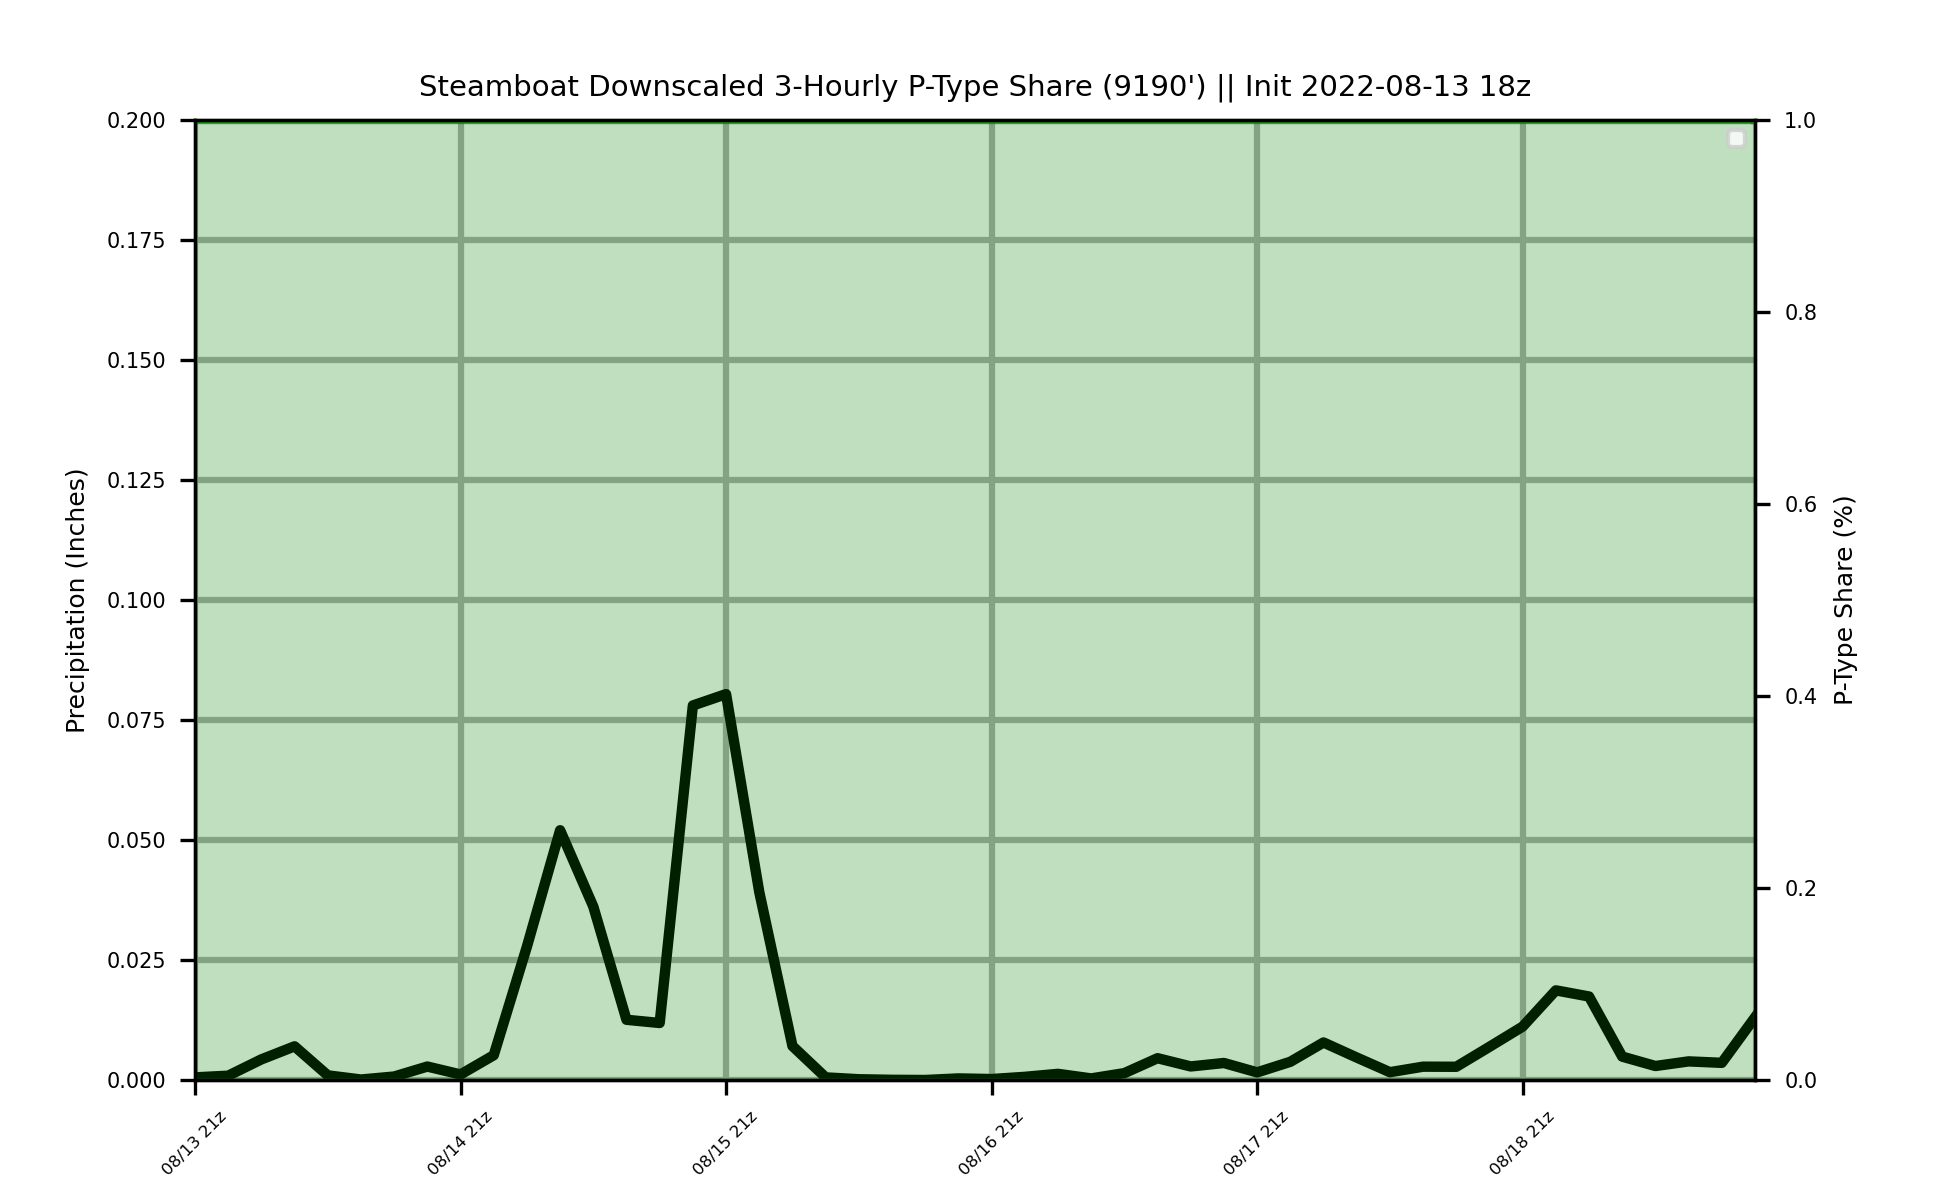 Steamboat Downscaled 3-Hourly P-Type Share (9190') || Init 2022-08-13 18z
0.200
0.175
0.150
0.125
0.100
0.075
0.050
0.025
0.000
Precipitation (Inches)
1.0
0.8
0.6
0.4
0.2
0.0
P-Type Share (%)
08/13 21z
08/14 21z
08/15 21z
08/16 21z
08/17 21z
08/18 21z